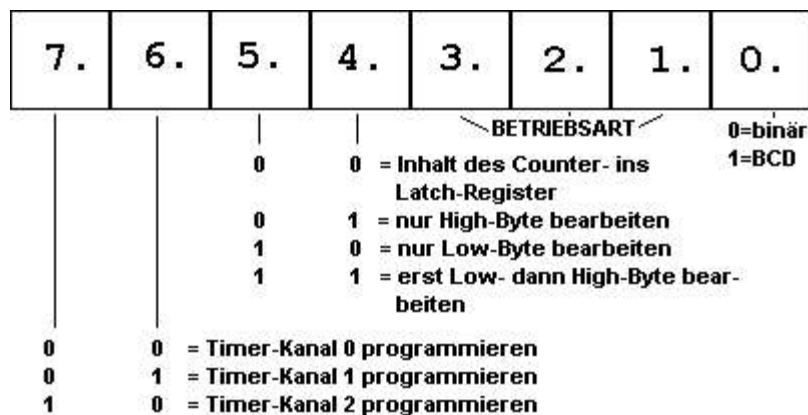 7. 6. 5. 4. 3. 2. 1. 0.
BETRIEBSART 0=binär
1=BCD
0 0 = Inhalt des Counter- ins
Latch-Register
0 1 = nur High-Byte bearbeiten
1 0 = nur Low-Byte bearbeiten
1 1 = erst Low- dann High-Byte bear-
beiten
0 0 = Timer-Kanal 0 programmieren
0 1 = Timer-Kanal 1 programmieren
1 0 = Timer-Kanal 2 programmieren